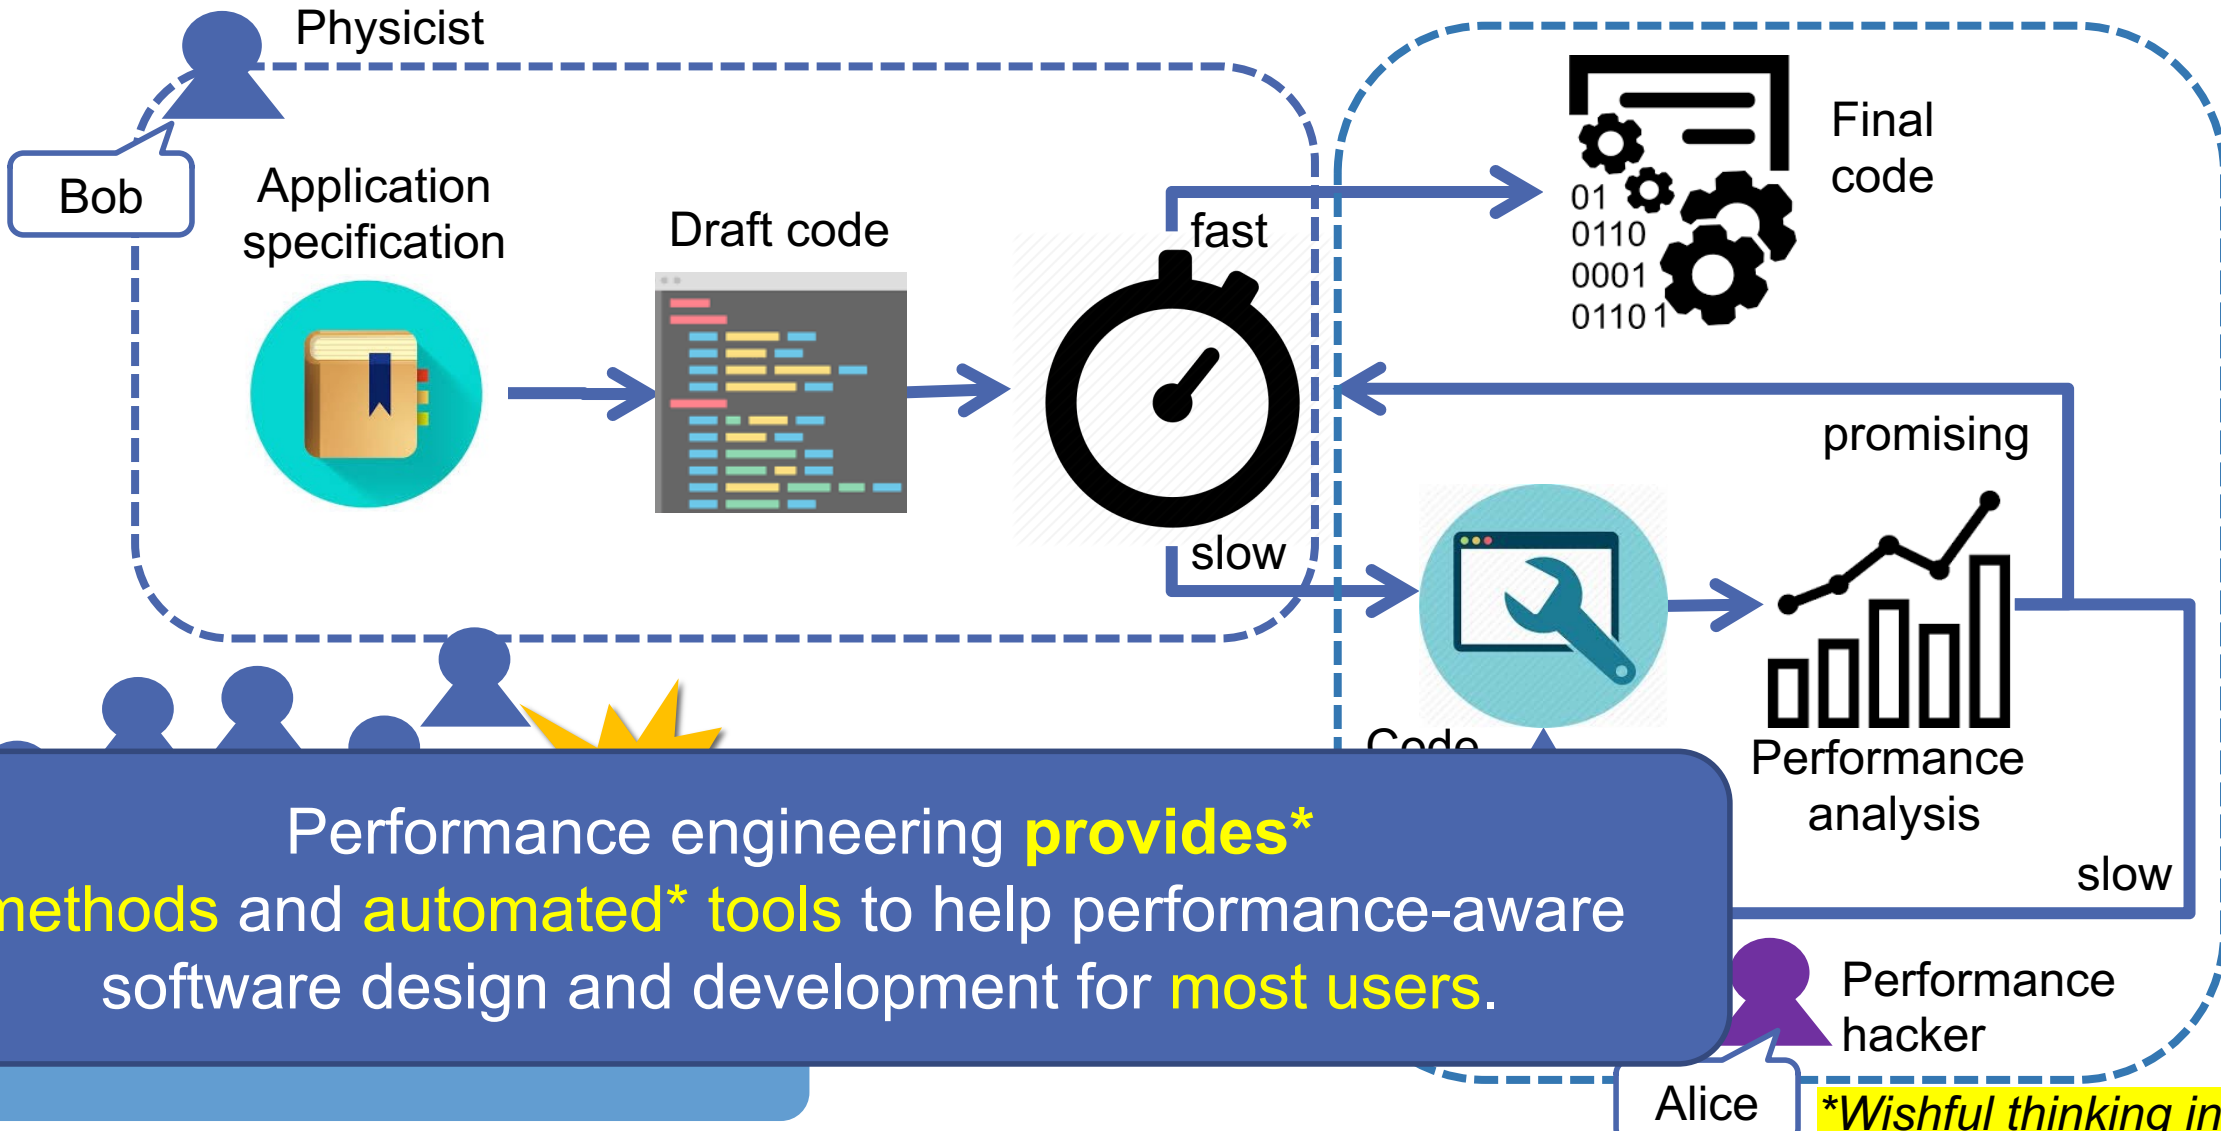 Physicist
Bob
Application
specification
Draft code
fast
slow
Final
code
01
0110
0001
01101
promising
Code
Performance
analysis
slow
Performance engineering provides*
methods and automated* tools to help performance-aware
software design and development for most users.
Performance
hacker
Alice
*Wishful thinking in